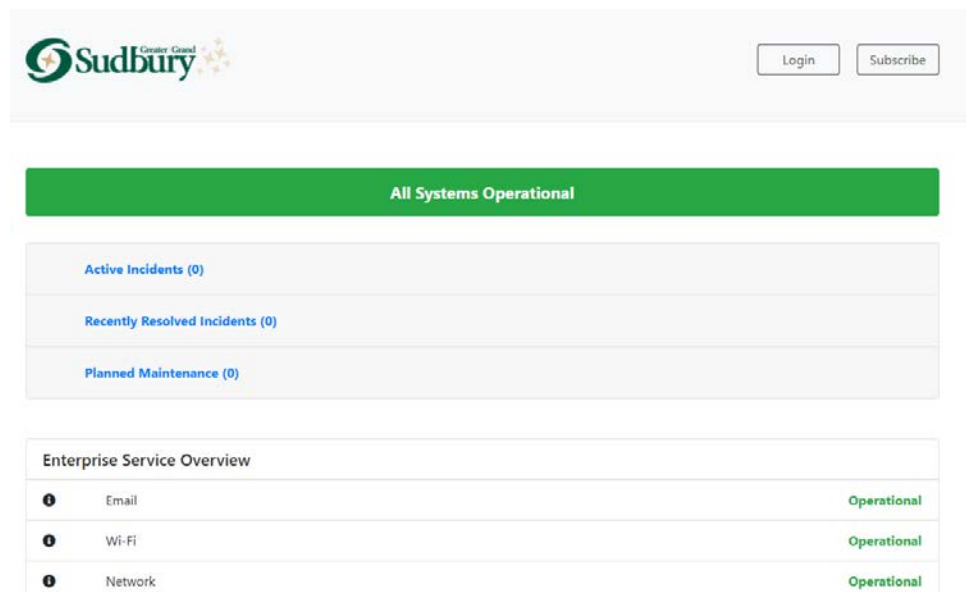 Greater Grand
Sudbury
Login
Subscribe
All Systems Operational
Active Incidents (0)
Recently Resolved Incidents (0)
Planned Maintenance (0)
Enterprise Service Overview
Email Operational
Wi-Fi Operational
Network Operational